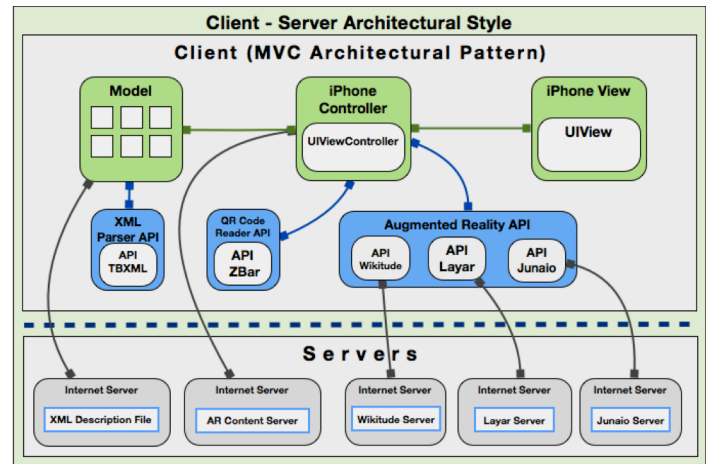 Client - Server Architectural Style
Client (MVC Architectural Pattern)
Model
iPhone
Controller
UIViewController
iPhone View
UIView
XML
Parser API
API
TBXML
QR Code
Reader API
API
ZBar
Augmented Reality API
API
Wikitude
API
Layar
API
Junaio
Servers
Internet Server
XML Description File
Internet Server
AR Content Server
Internet Server
Wikitude Server
Internet Server
Layar Server
Internet Server
Junaio Server